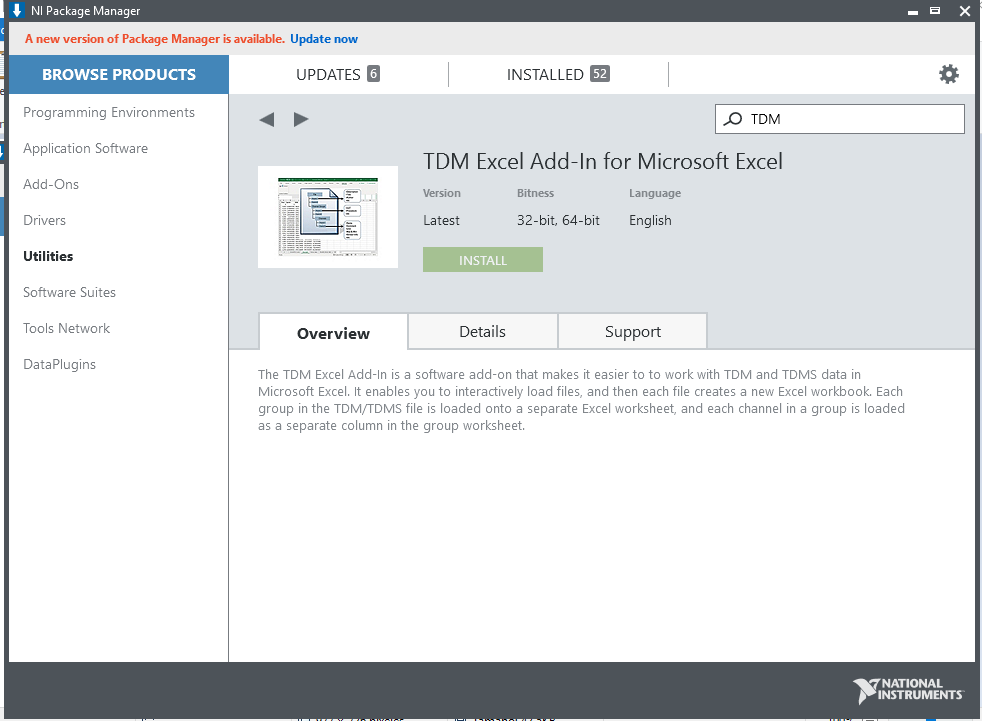 NI Package Manager
A new version of Package Manager is available. Update now
BROWSE PRODUCTS
UPDATES 6
INSTALLED 52
Programming Environments
Application Software
Add-Ons
Drivers
Utilities
Software Suites
Tools Network
DataPlugins
TDM
TDM Excel Add-In for Microsoft Excel
Version Bitness Language
Latest 32-bit, 64-bit English
INSTALL
Overview Details Support
The TDM Excel Add-In is a software add-on that makes it easier to to work with TDM and TDMS data in
Microsoft Excel. It enables you to interactively load files, and then each file creates a new Excel workbook. Each
group in the TDM/TDMS file is loaded onto a separate Excel worksheet, and each channel in a group is loaded
as a separate column in the group worksheet.
NATIONAL
INSTRUMENTS